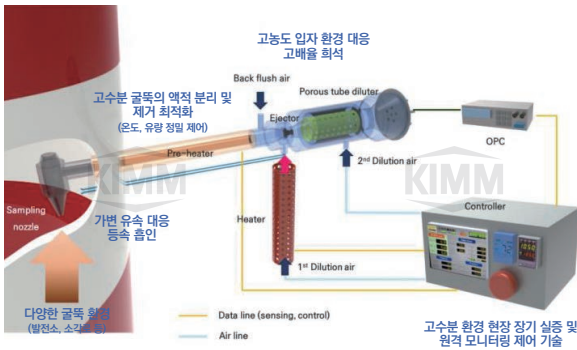 고농도 입자 환경 대응
고배율 희석
Back flush air
Porous tube diluter
고수분 굴뚝의 액적 분리 및
제거 최적화
(온도, 유량 정밀 제어)
Ejector
OPC
Pre-heater
2nd Dilution air
KIMM
KIMM
Sampling
nozzle
가변 유속 대응
등속 흡인
Heater
Controller
1st Dilution air
다양한 굴뚝 환경
(발전소, 소각로 등)
Data line (sensing, control)
Air line
고수분 환경 현장 장기 실증 및
원격 모니터링 제어 기술